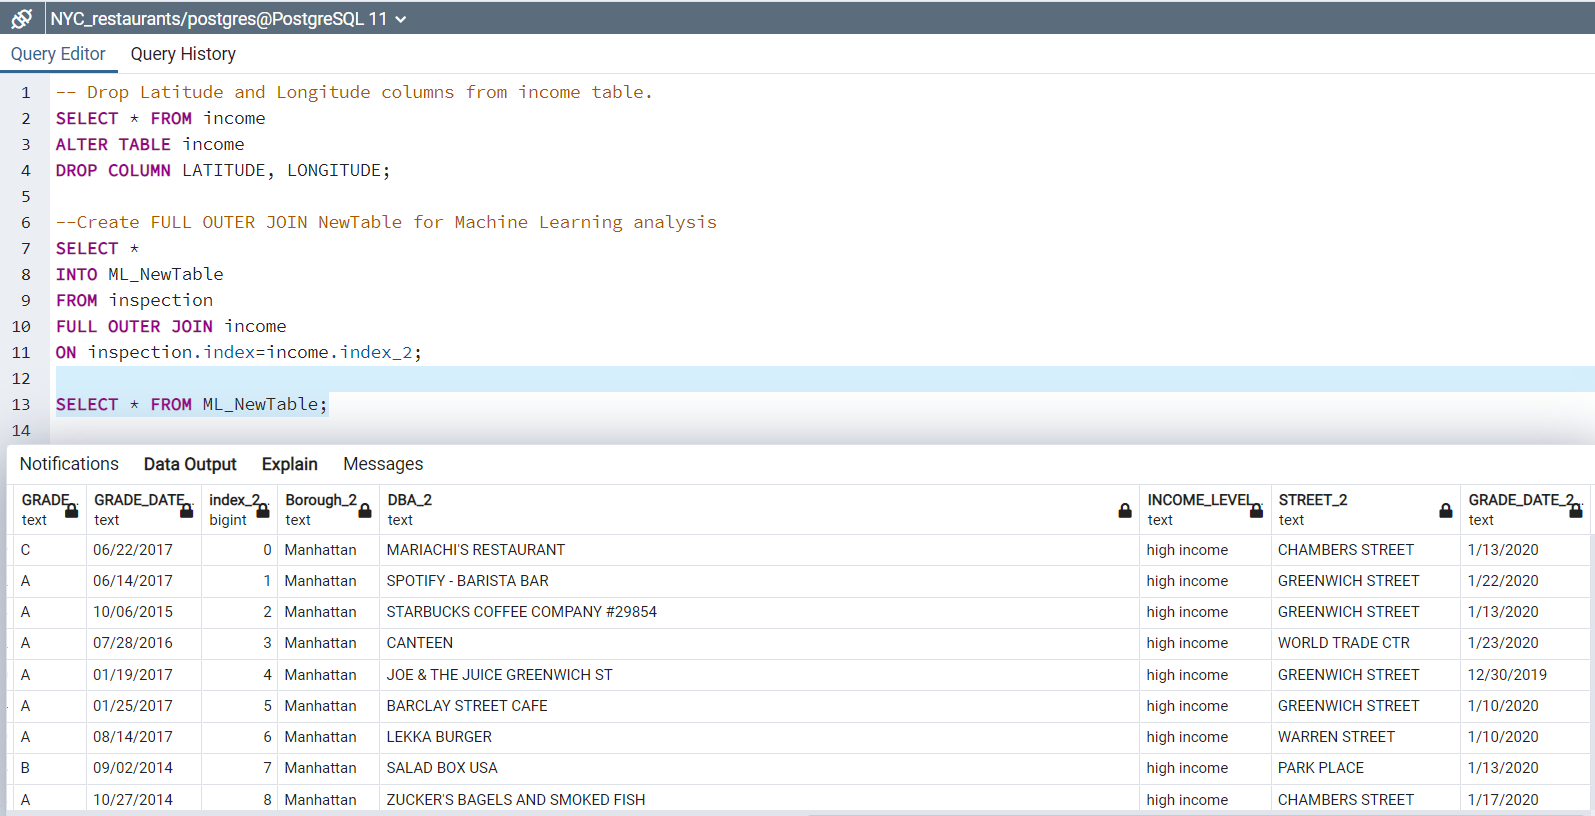 NYC_restaurants/postgres@PostgreSQL 11
Query Editor Query History
1 -- Drop Latitude and Longitude columns from income table.
2 SELECT * FROM income
3 ALTER TABLE income
4 DROP COLUMN LATITUDE, LONGITUDE;
5
6 --Create FULL OUTER JOIN NewTable for Machine Learning analysis
7 SELECT *
8 INTO ML_NewTable
9 FROM inspection
10 FULL OUTER JOIN income
11 ON inspection.index=income.index_2;
12
13 SELECT * FROM ML_NewTable;
14
Notifications Data Output Explain Messages
GRADE.. GRADE_DATE.. index_2.. Borough_2 DBA_2 INCOME_LEVEL.. STREET_2 GRADE_DATE_2..
text text bigint text text text text text
C 06/22/2017 0 Manhattan MARIACHI'S RESTAURANT high income CHAMBERS STREET 1/13/2020
A 06/14/2017 1 Manhattan SPOTIFY - BARISTA BAR high income GREENWICH STREET 1/22/2020
A 10/06/2015 2 Manhattan STARBUCKS COFFEE COMPANY #29854 high income GREENWICH STREET 1/13/2020
A 07/28/2016 3 Manhattan CANTEEN high income WORLD TRADE CTR 1/23/2020
A 01/19/2017 4 Manhattan JOE & THE JUICE GREENWICH ST high income GREENWICH STREET 12/30/2019
A 01/25/2017 5 Manhattan BARCLAY STREET CAFE high income GREENWICH STREET 1/10/2020
A 08/14/2017 6 Manhattan LEKKA BURGER high income WARREN STREET 1/10/2020
B 09/02/2014 7 Manhattan SALAD BOX USA high income PARK PLACE 1/13/2020
A 10/27/2014 8 Manhattan ZUCKER'S BAGELS AND SMOKED FISH high income CHAMBERS STREET 1/17/2020